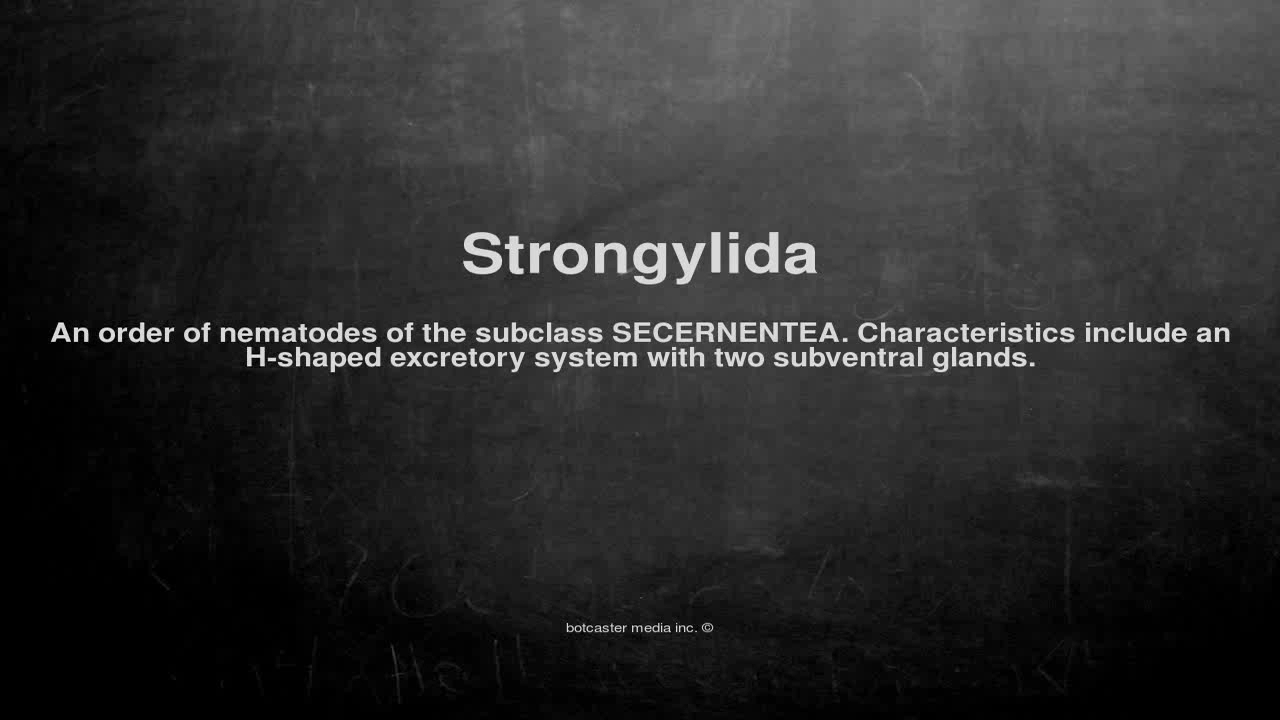 Strongylida
An order of nematodes of the subclass SECERNENTEA. Characteristics include an
H-shaped excretory system with two subventral glands.
botcaster media inc. ©